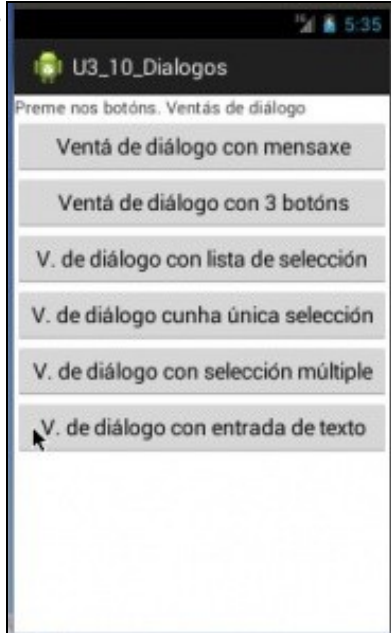 3G 5:35
U3_10_Dialogos
Preme nos botóns. Ventás de diálogo
Ventá de diálogo con mensaxe
Ventá de diálogo con 3 botóns
V. de diálogo con lista de selección
V. de diálogo cunha única selección
V. de diálogo con selección múltiple
V. de diálogo con entrada de texto